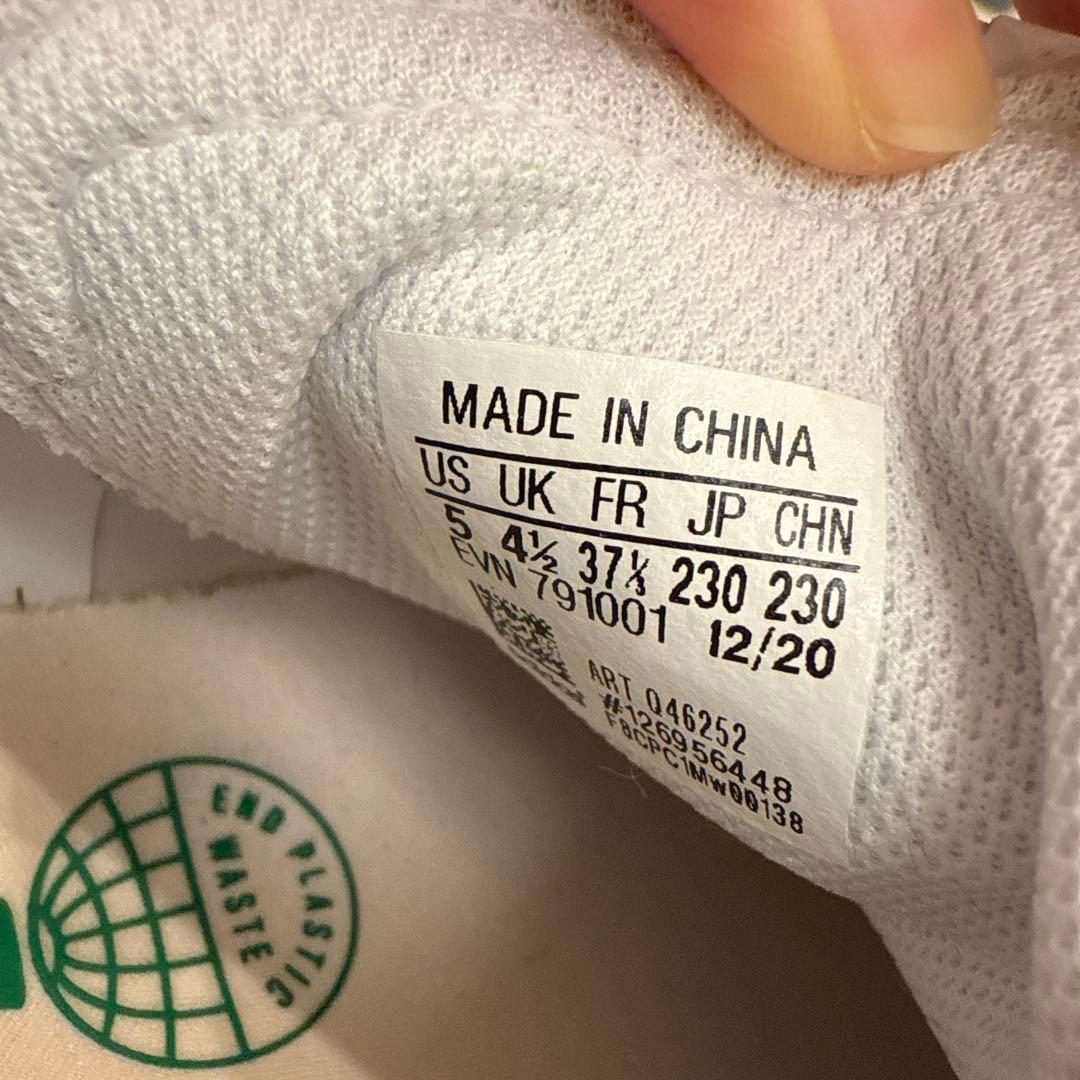 MADE IN CHINA
US UK FR JP CHN
5 4½ 37⅓ 230 230
EVN 791001 12/20
ART Q46252
#126956448
F8CPC1Mw00138
END PLASTIC
WASTE